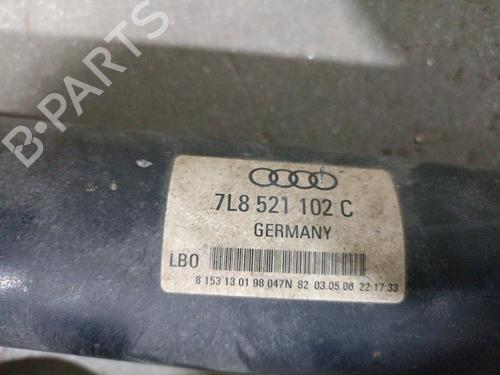 B-PARTS
7L8 521 102 C
GERMANY
LBO
8 153 13 01 98 047N 82 03.05.06 22:17:33